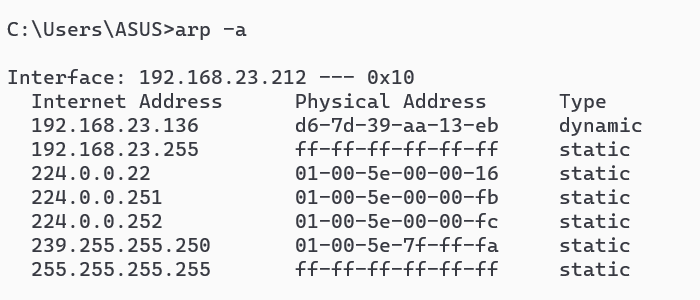 C:\Users\ASUS>arp -a
Interface: 192.168.23.212 --- 0x10
Internet Address Physical Address Type
192.168.23.136 d6-7d-39-aa-13-eb dynamic
192.168.23.255 ff-ff-ff-ff-ff-ff static
224.0.0.22 01-00-5e-00-00-16 static
224.0.0.251 01-00-5e-00-00-fb static
224.0.0.252 01-00-5e-00-00-fc static
239.255.255.250 01-00-5e-7f-ff-fa static
255.255.255.255 ff-ff-ff-ff-ff-ff static